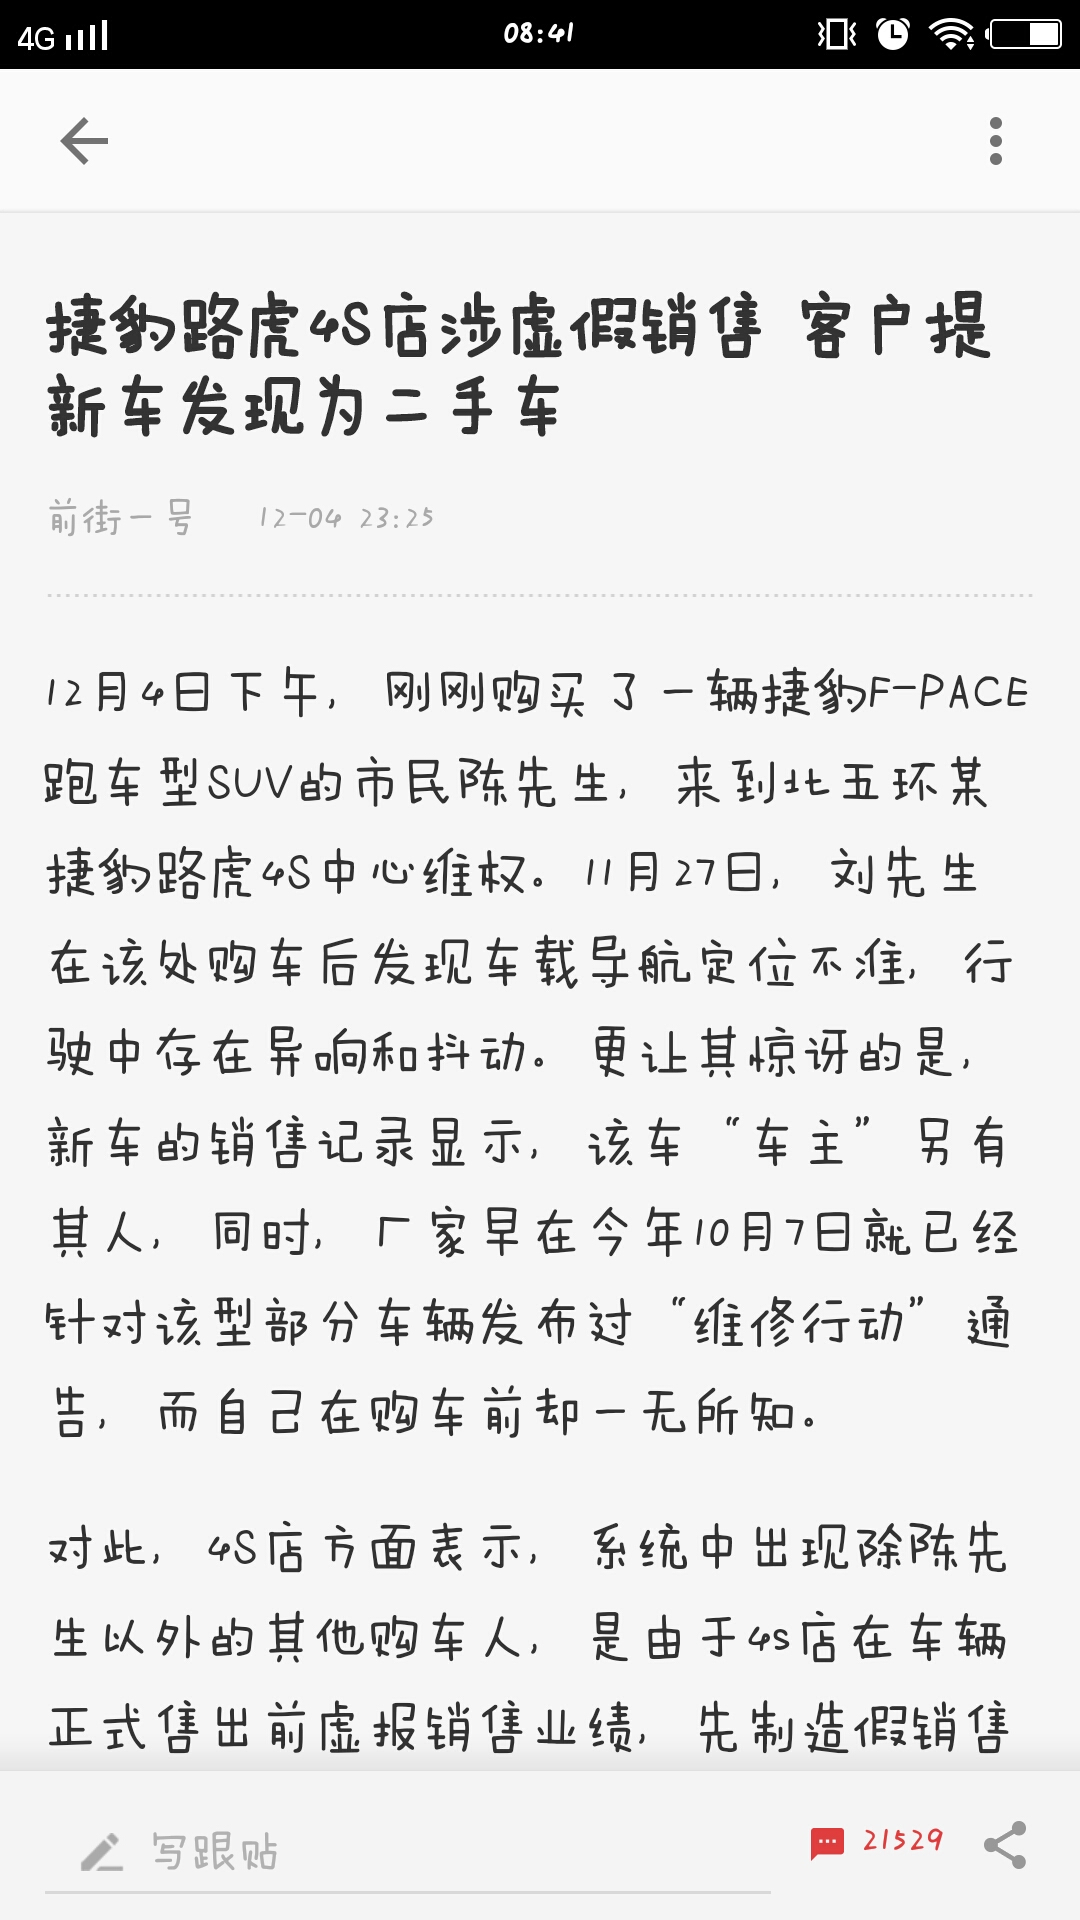 4G 08:41
捷豹路虎4S店涉虚假销售 客户提
新车发现为二手车
前街一号 12-04 23:25
12月4日下午，刚刚购买了一辆捷豹F-PACE
跑车型SUV的市民陈先生，来到北五环某
捷豹路虎4S中心维权。11月27日，刘先生
在该处购车后发现车载导航定位不准，行
驶中存在异响和抖动。更让其惊讶的是，
新车的销售记录显示，该车“车主”另有
其人，同时，厂家早在今年10月7日就已经
针对该型部分车辆发布过“维修行动”通
告，而自己在购车前却一无所知。
对此，4S店方面表示，系统中出现除陈先
生以外的其他购车人，是由于4s店在车辆
正式售出前虚报销售业绩，先制造假销售
写跟贴 21529